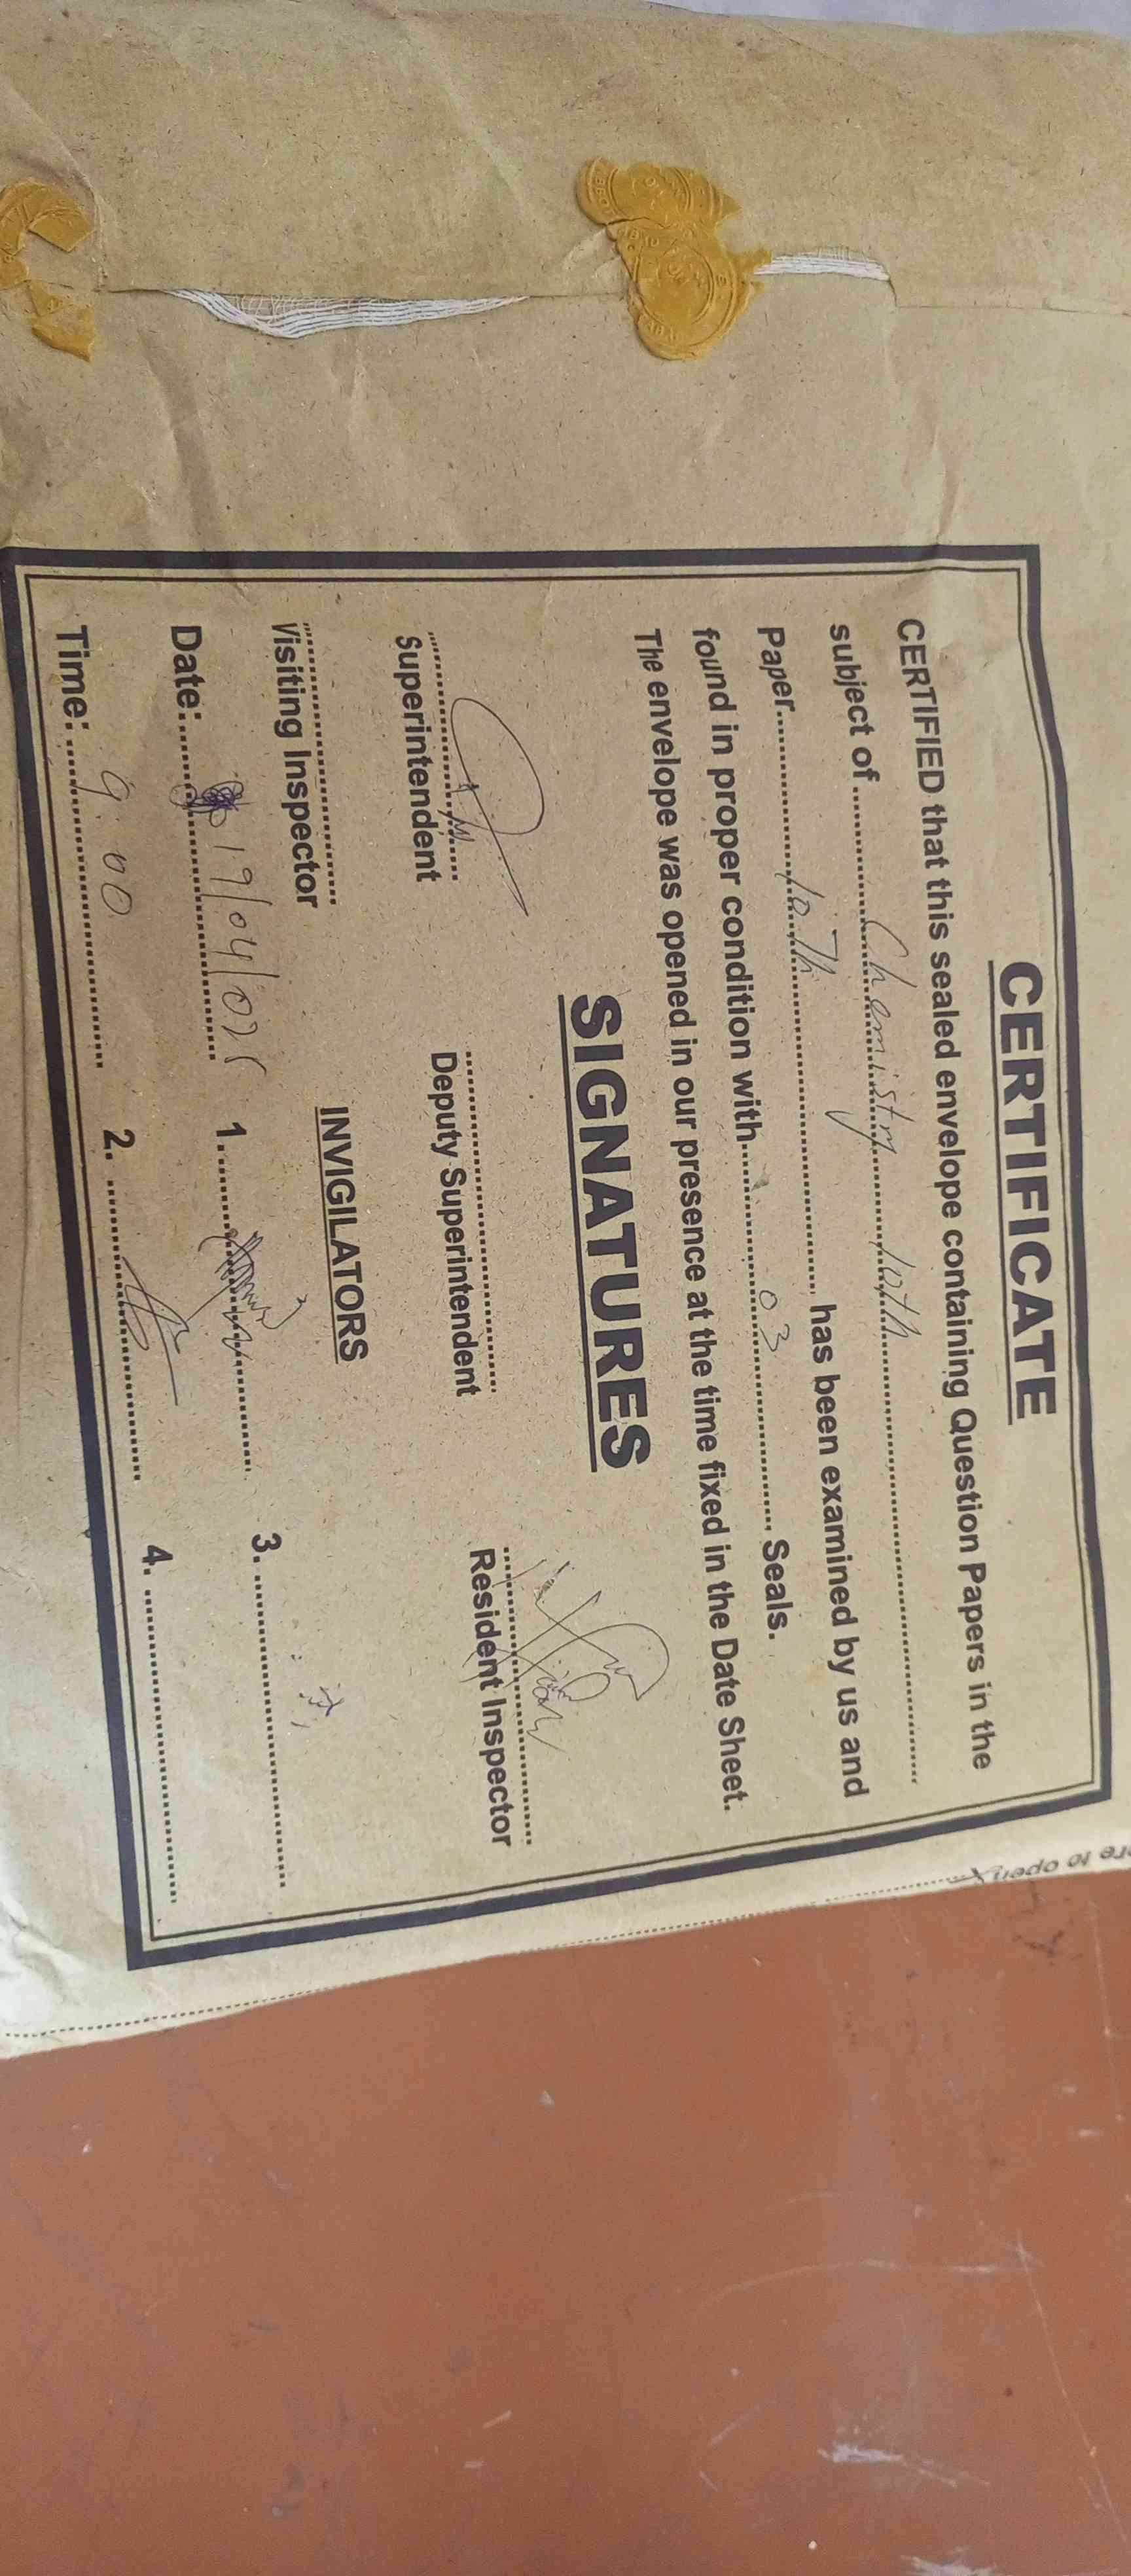 CERTIFICATE
CERTIFIED that this sealed envelope containing Question Papers in the
subject of Chemistry 10th
Paper 10Th has been examined by us and
found in proper condition with 03 Seals.
The envelope was opened in our presence at the time fixed in the Date Sheet.
SIGNATURES
Superintendent
Deputy Superintendent
Resident Inspector
Visiting Inspector
INVIGILATORS
Date: 19/04/025
1.
3.
Time: 9:00
2.
4.
to open